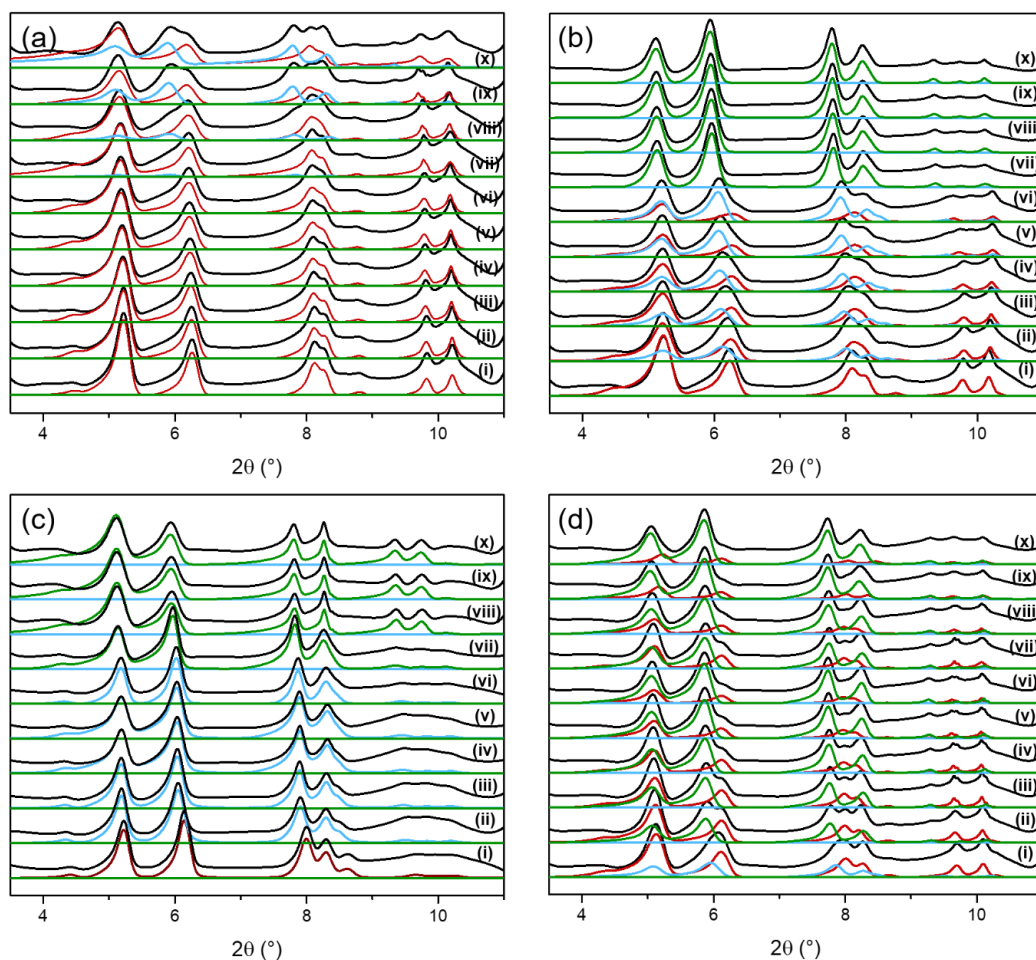 (a)
(x)
(ix)
(viii)
(vii)
(vi)
(v)
(iv)
(iii)
(ii)
(i)
4 6 8 10
2θ (°)
(b)
(x)
(ix)
(viii)
(vii)
(vi)
(v)
(iv)
(iii)
(ii)
(i)
4 6 8 10
2θ (°)
(c)
(x)
(ix)
(viii)
(vii)
(vi)
(v)
(iv)
(iii)
(ii)
(i)
4 6 8 10
2θ (°)
(d)
(x)
(ix)
(viii)
(vii)
(vi)
(v)
(iv)
(iii)
(ii)
(i)
4 6 8 10
2θ (°)